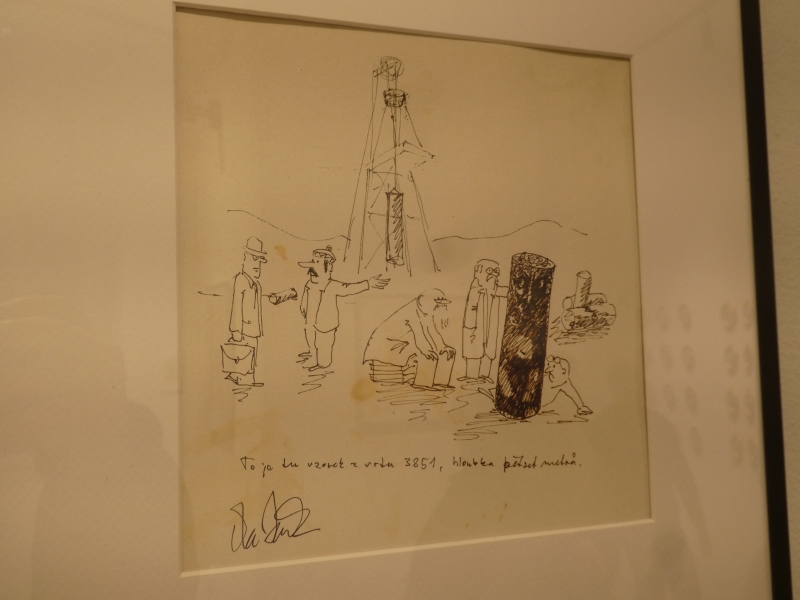 To je tu vzorek z vrtu 3851, hloubka pětset metrů.